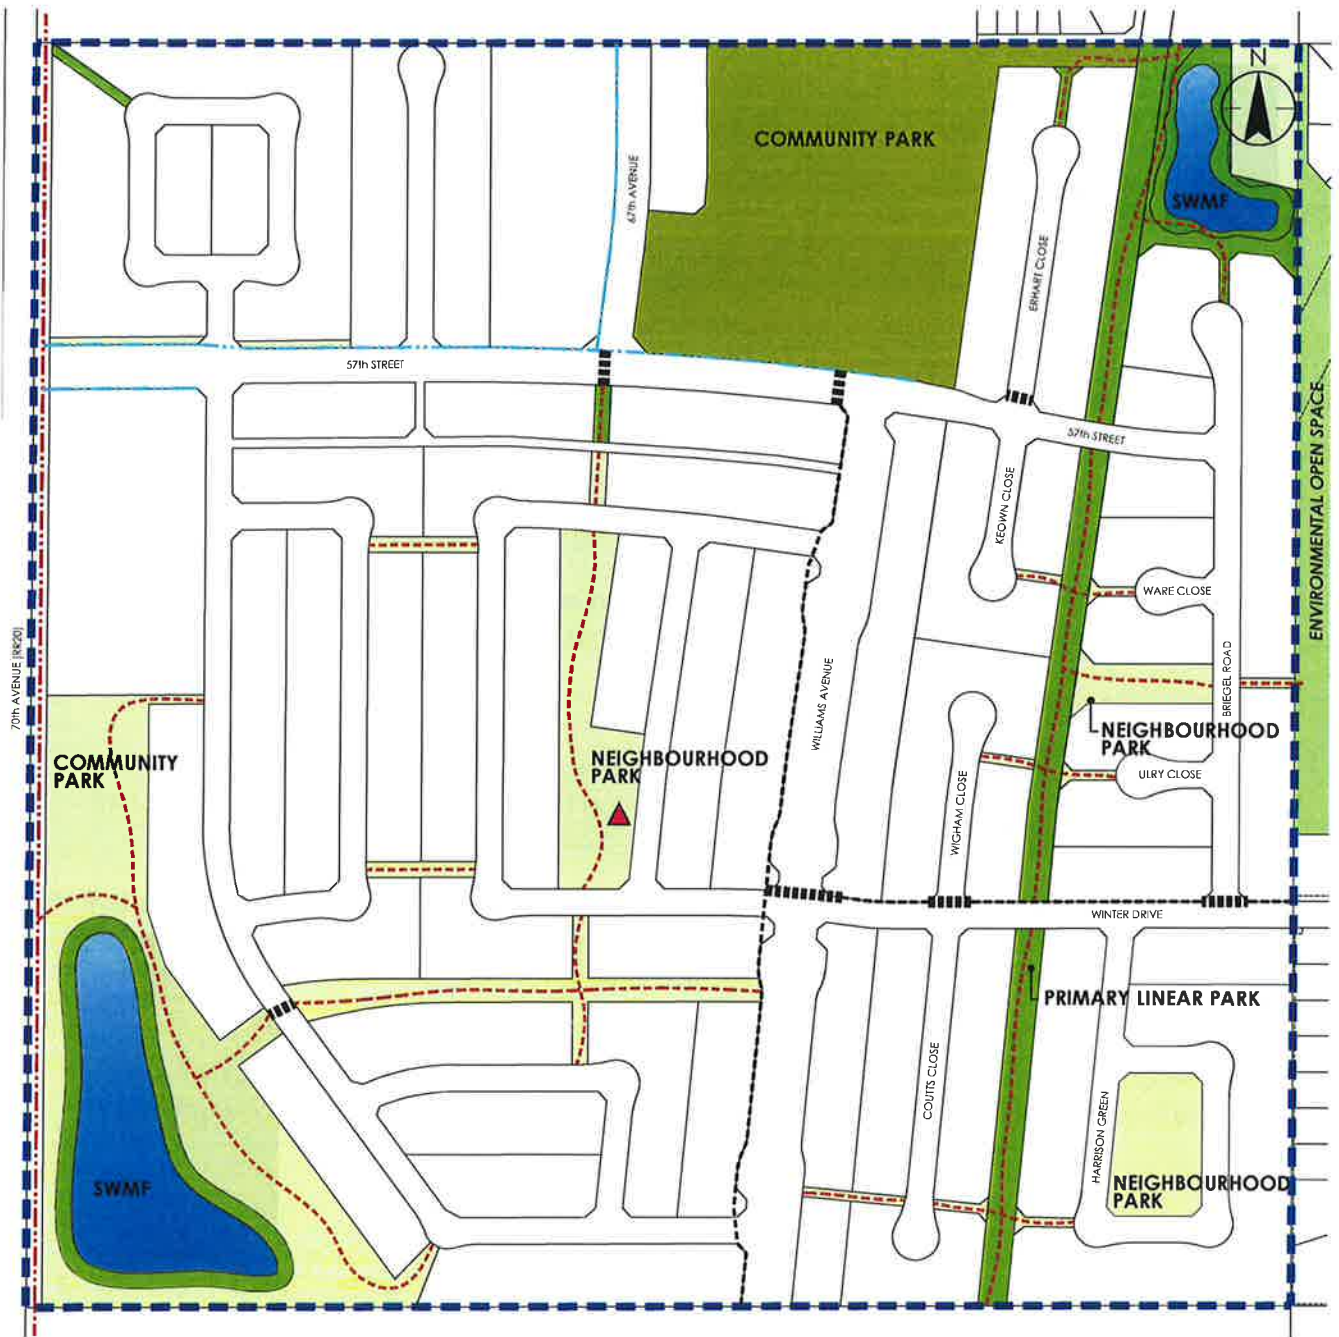 N
COMMUNITY PARK
67th AVENUE
SWMF
ERHART CLOSE
57th STREET
57th STREET
ENVIRONMENTAL OPEN SPACE
KEOWN CLOSE
WARE CLOSE
70th AVENUE (RR20)
WILLIAMS AVENUE
BRIEGEL ROAD
NEIGHBOURHOOD
PARK
COMMUNITY
PARK
NEIGHBOURHOOD
PARK
ULRY CLOSE
WIGHAM CLOSE
WINTER DRIVE
PRIMARY LINEAR PARK
COUTTS CLOSE
HARRISON GREEN
SWMF
NEIGHBOURHOOD
PARK